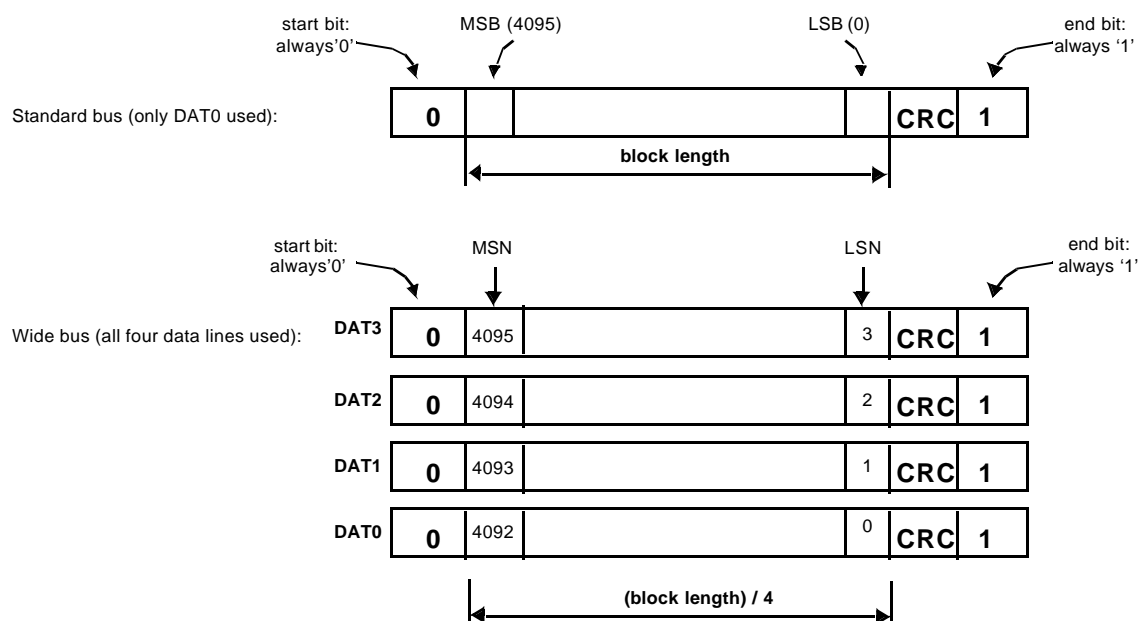 start bit:
always'0'
MSB (4095)
LSB (0)
end bit:
always ‘1’
Standard bus (only DAT0 used):
0
CRC
1
block length
start bit:
always'0'
MSN
LSN
end bit:
always ‘1’
Wide bus (all four data lines used):
DAT3
0
4095
3
CRC
1
DAT2
0
4094
2
CRC
1
DAT1
0
4093
1
CRC
1
DAT0
0
4092
0
CRC
1
(block length) / 4